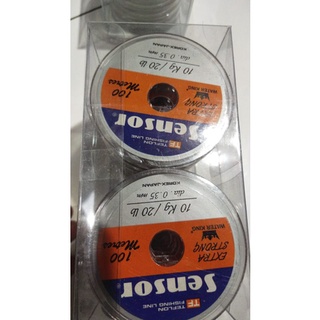 TF TEFLON
FISHING LINE
Sensor
EXTRA
STRONG
WATER KING
100
Metres
dia. 0.35 mm
10 Kg / 20 lb
KOREX-JAPAN
TF TEFLON
FISHING LINE
Sensor
EXTRA
STRONG
WATER KING
100
Metres
dia. 0.35 mm
10 Kg / 20 lb
KOREX-JAPAN